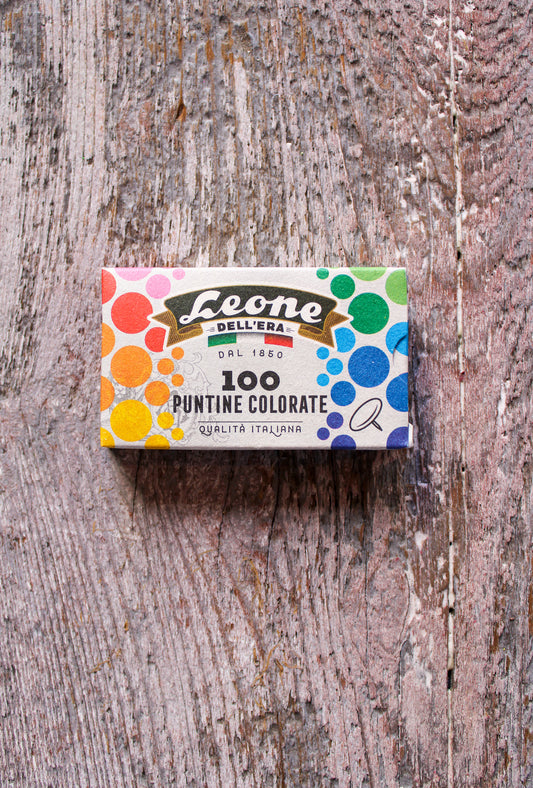 Leone
DELL'ERA
DAL 1850
100
PUNTINE COLORATE
QUALITÀ ITALIANA